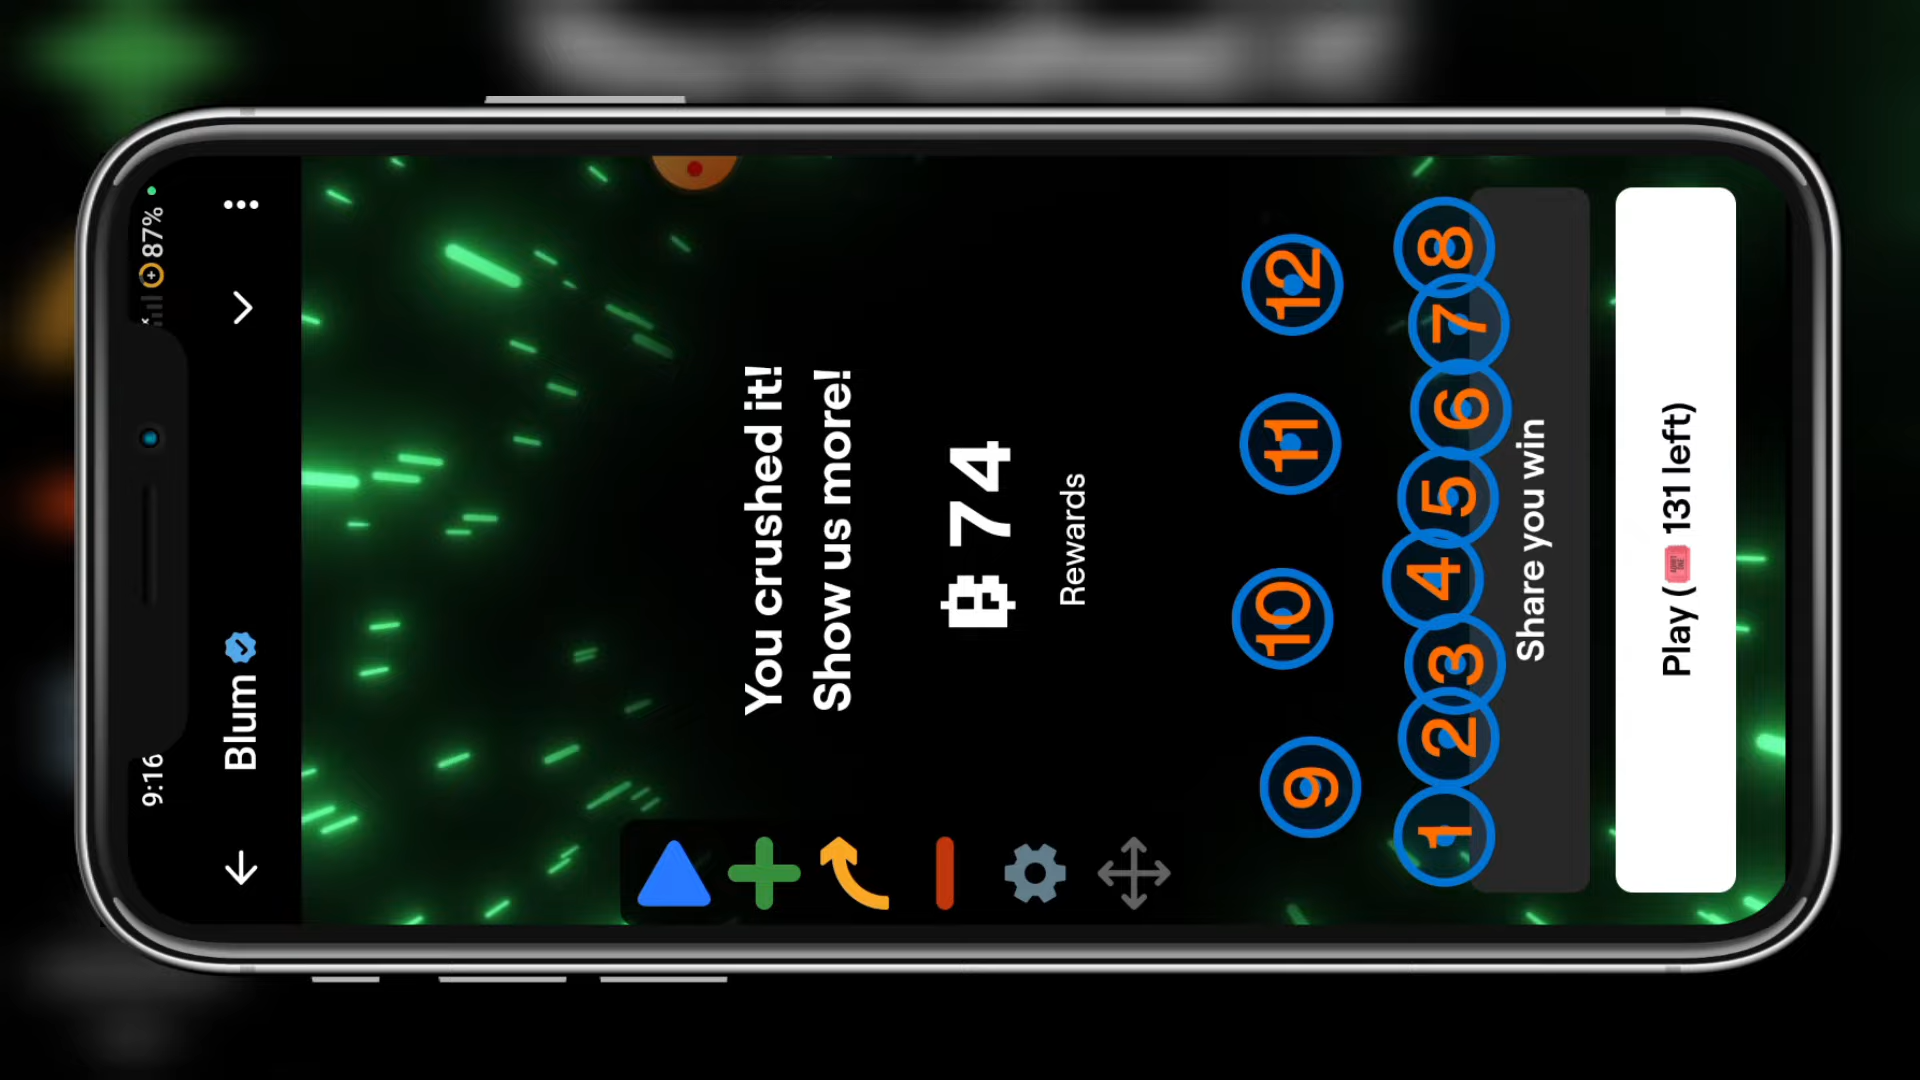 9:16
87%
Blum
You crushed it!
Show us more!
74
Rewards
9
10
11
12
1
2
3
4
5
6
7
8
Share you win
Play ( 131 left)